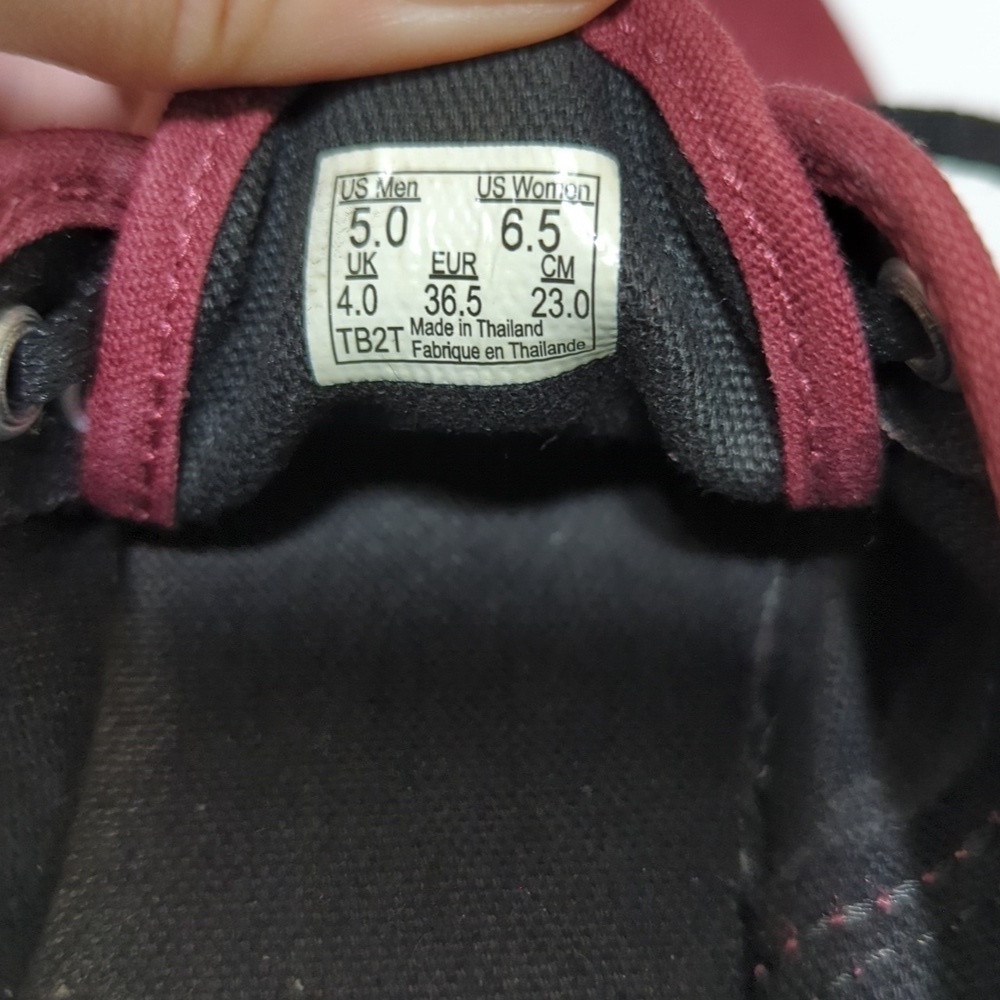 US Men US Women
5.0 6.5
UK EUR CM
4.0 36.5 23.0
TB2T Made in Thailand
Fabrique en Thailande